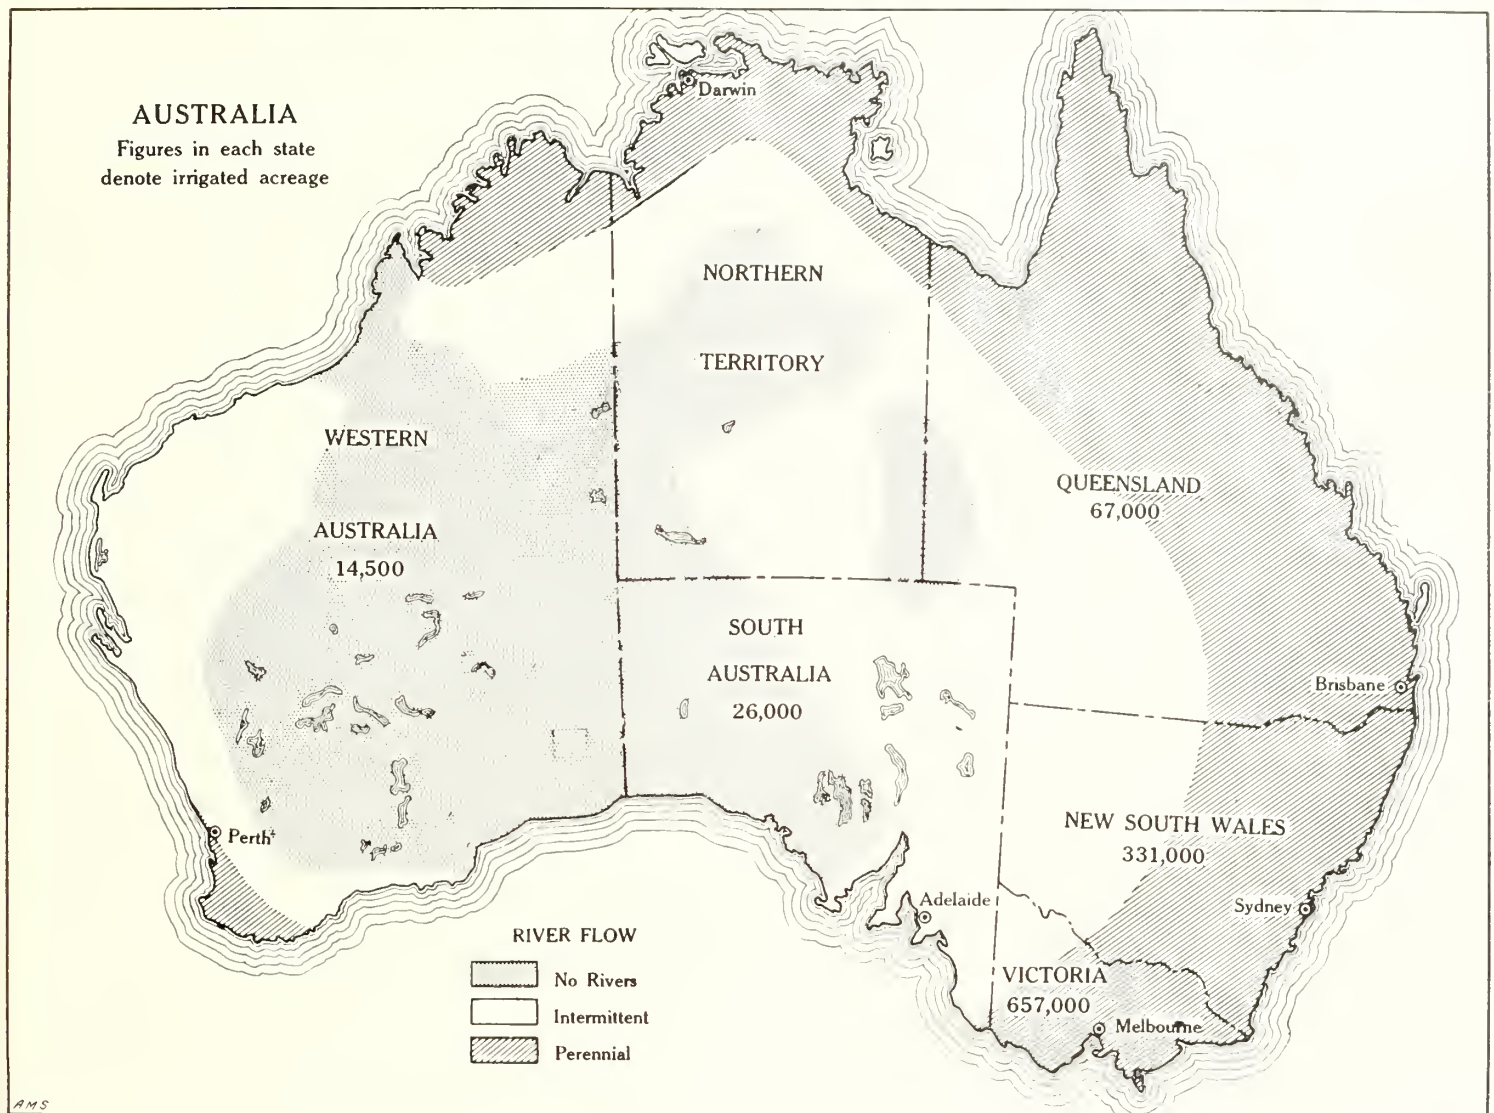 AUSTRALIA
Figures in each state
denote irrigated acreage
Darwin
NORTHERN
TERRITORY
WESTERN
AUSTRALIA
14,500
QUEENSLAND
67,000
SOUTH
AUSTRALIA
26,000
Brisbane
NEW SOUTH WALES
331,000
Perth
Adelaide
Sydney
VICTORIA
657,000
Melbourne
RIVER FLOW
No Rivers
Intermittent
Perennial
AMS